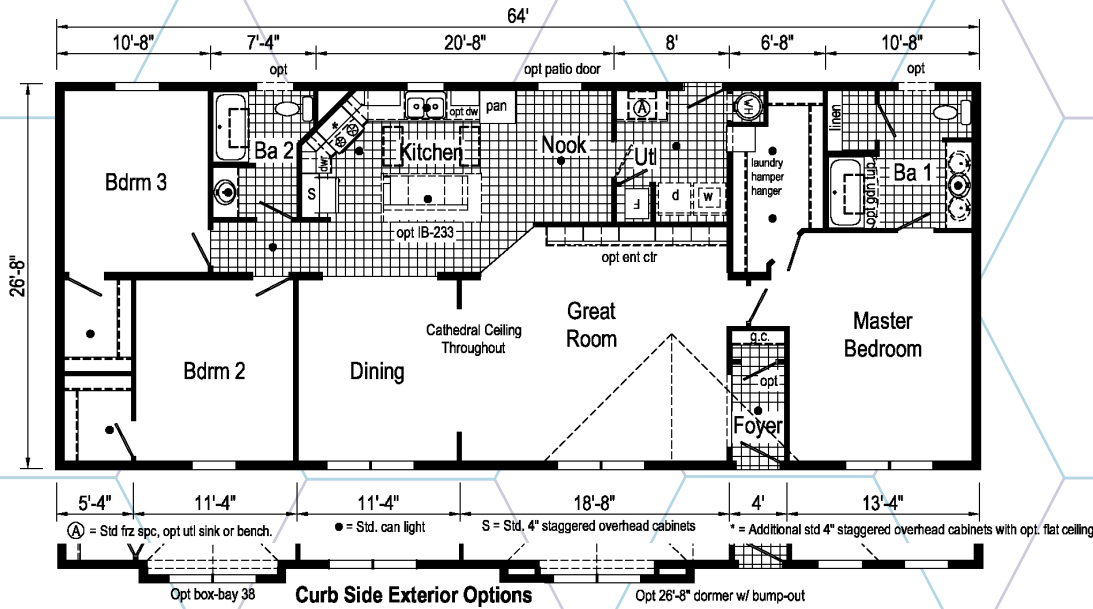 64'
10'-8" 7'-4" 20'-8" 8' 6'-8" 10'-8"
opt opt patio door opt
26'-8"
Bdrm 3
Ba 2
*
opt dw
pan
Kitchen
Nook
A
WH
Utl
linen
Ba 1
opt gdn tub
laundry
hamper
hanger
ovr
S
F
d
w
opt IB-233
opt ent ctr
Great
Room
Cathedral Ceiling
Throughout
Master
Bedroom
g.c.
opt
Foyer
Bdrm 2
Dining
5'-4" 11'-4" 11'-4" 18'-8" 4' 13'-4"
A = Std frz spc, opt utl sink or bench.
● = Std. can light
S = Std. 4" staggered overhead cabinets
* = Additional std 4" staggered overhead cabinets with opt. flat ceiling
Opt box-bay 38
Curb Side Exterior Options
Opt 26'-8" dormer w/ bump-out